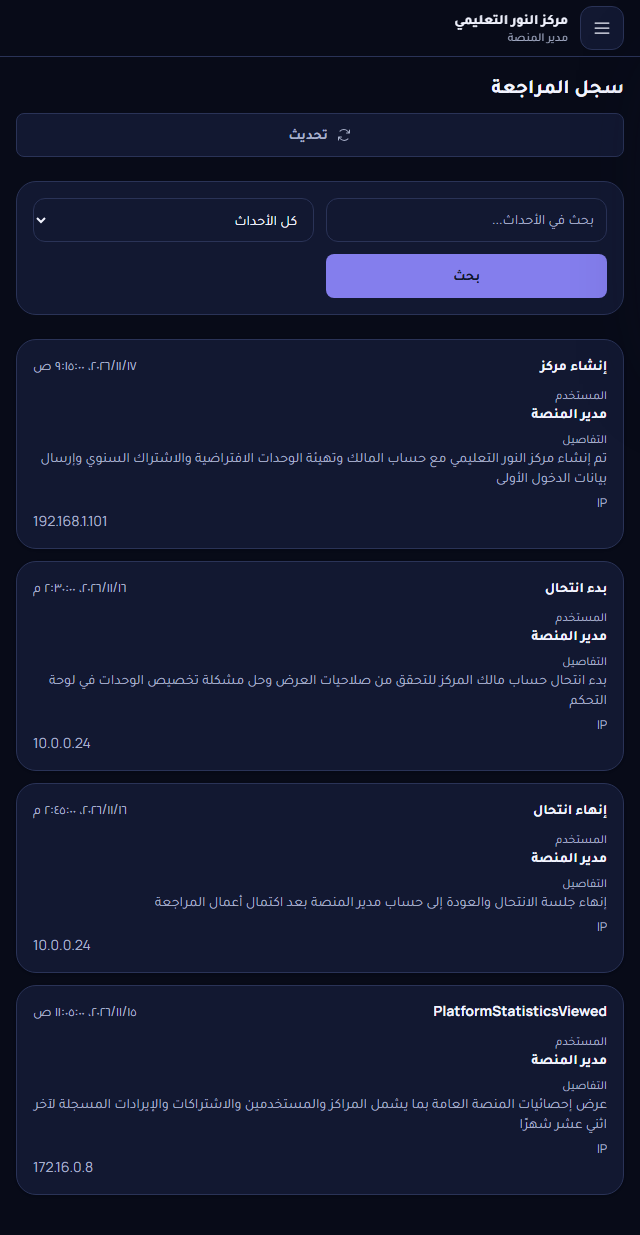 مركز النور التعليمي
مدير المنصة
سجل المراجعة
تحديث
بحث في الأحداث...
كل الأحداث
بحث
إنشاء مركز
١٧‏/١١‏/٢٠٢٦، ٩:١٥:٠٠ ص
المستخدم
مدير المنصة
التفاصيل
تم إنشاء مركز النور التعليمي مع حساب المالك وتهيئة الوحدات الافتراضية والاشتراك السنوي وإرسال
بيانات الدخول الأولى
IP
192.168.1.101
بدء انتحال
١٦‏/١١‏/٢٠٢٦، ٢:٣٠:٠٠ م
المستخدم
مدير المنصة
التفاصيل
بدء انتحال حساب مالك المركز للتحقق من صلاحيات العرض وحل مشكلة تخصيص الوحدات في لوحة
التحكم
IP
10.0.0.24
إنهاء انتحال
١٦‏/١١‏/٢٠٢٦، ٢:٤٥:٠٠ م
المستخدم
مدير المنصة
التفاصيل
إنهاء جلسة الانتحال والعودة إلى حساب مدير المنصة بعد اكتمال أعمال المراجعة
IP
10.0.0.24
PlatformStatisticsViewed
١٥‏/١١‏/٢٠٢٦، ١١:٠٥:٠٠ ص
المستخدم
مدير المنصة
التفاصيل
عرض إحصائيات المنصة العامة بما يشمل المراكز والمستخدمين والاشتراكات والإيرادات المسجلة لآخر
اثني عشر شهرًا
IP
172.16.0.8